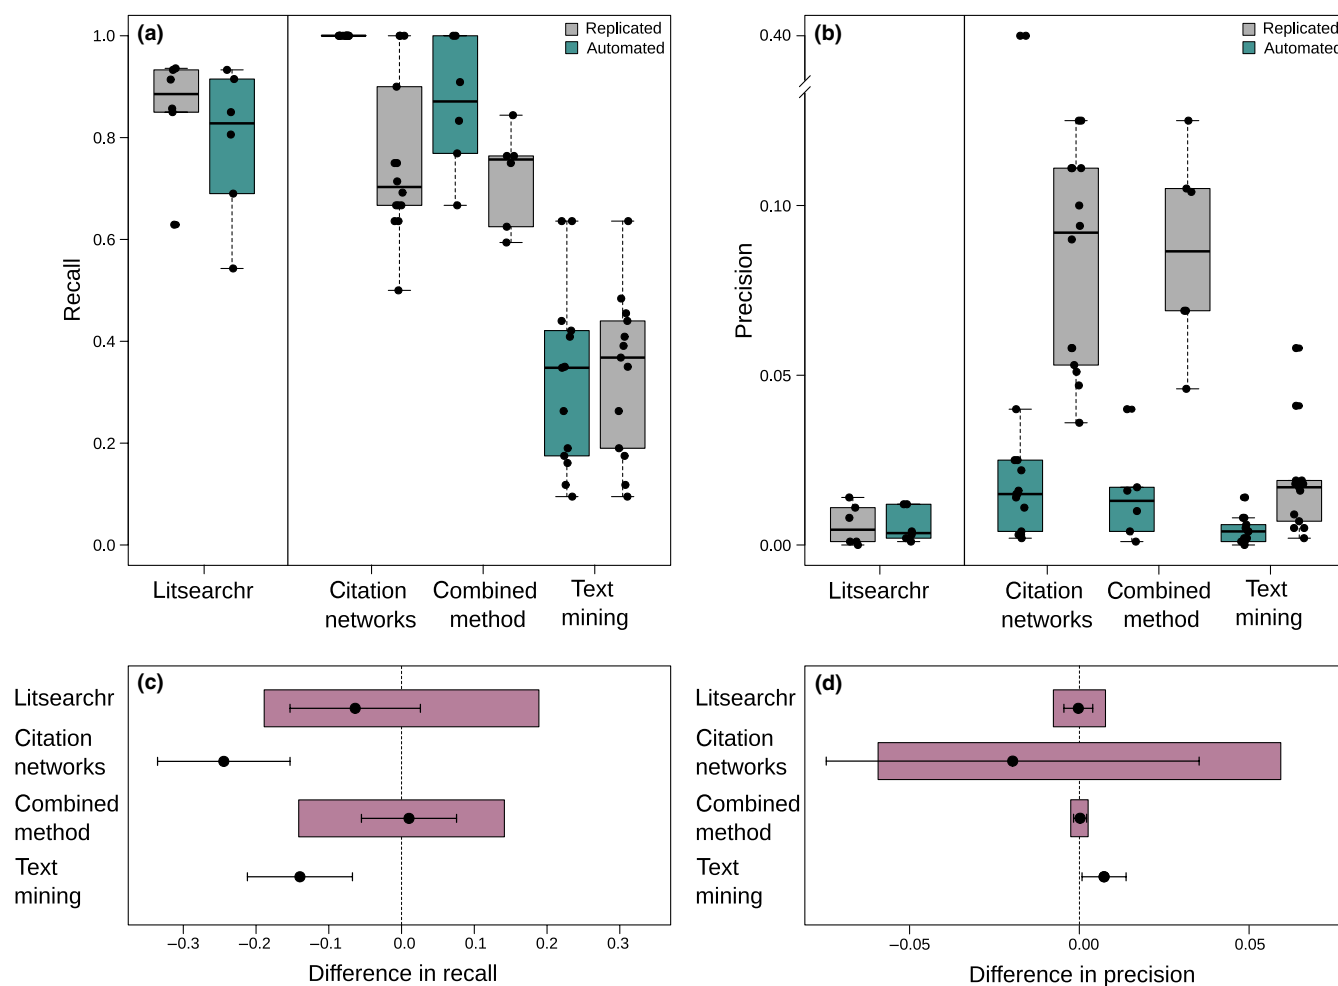 (a)
Replicated
Automated
1.0
0.8
0.6
0.4
0.2
0.0
Recall
Litsearchr
Citation
networks
Combined
method
Text
mining
(b)
Replicated
Automated
0.40
0.10
0.05
0.00
Precision
Litsearchr
Citation
networks
Combined
method
Text
mining
(c)
Litsearchr
Citation
networks
Combined
method
Text
mining
−0.3 −0.2 −0.1 0.0 0.1 0.2 0.3
Difference in recall
(d)
Litsearchr
Citation
networks
Combined
method
Text
mining
−0.05 0.00 0.05
Difference in precision